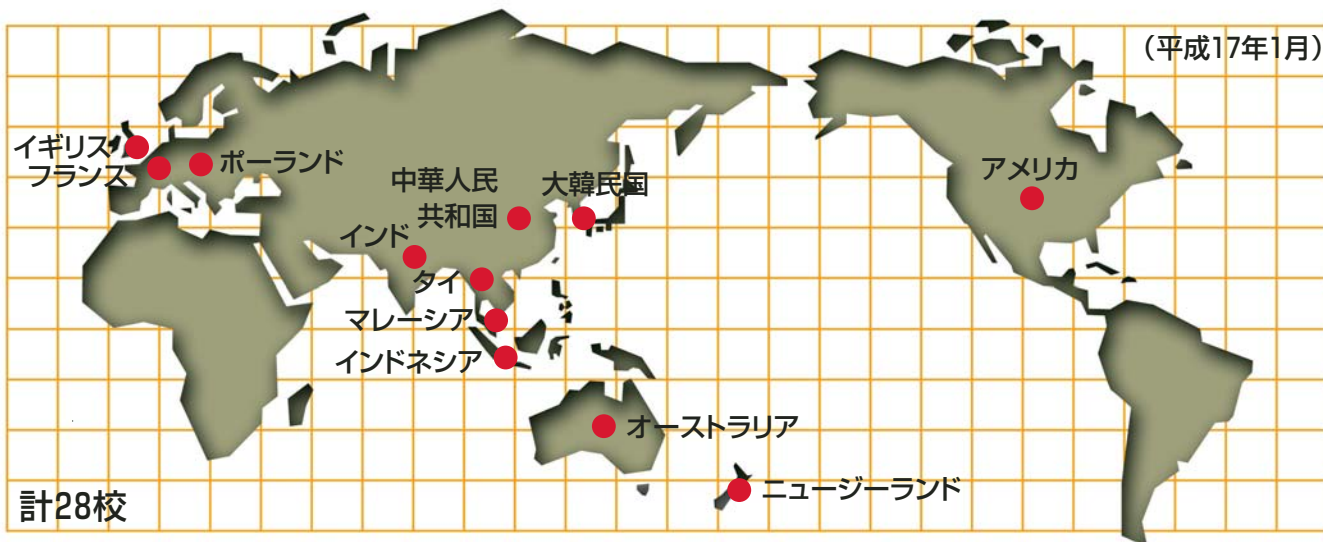 (平成17年1月)
イギリス
フランス
ポーランド
中華人民
共和国
大韓民国
アメリカ
インド
タイ
マレーシア
インドネシア
オーストラリア
ニュージーランド
計28校